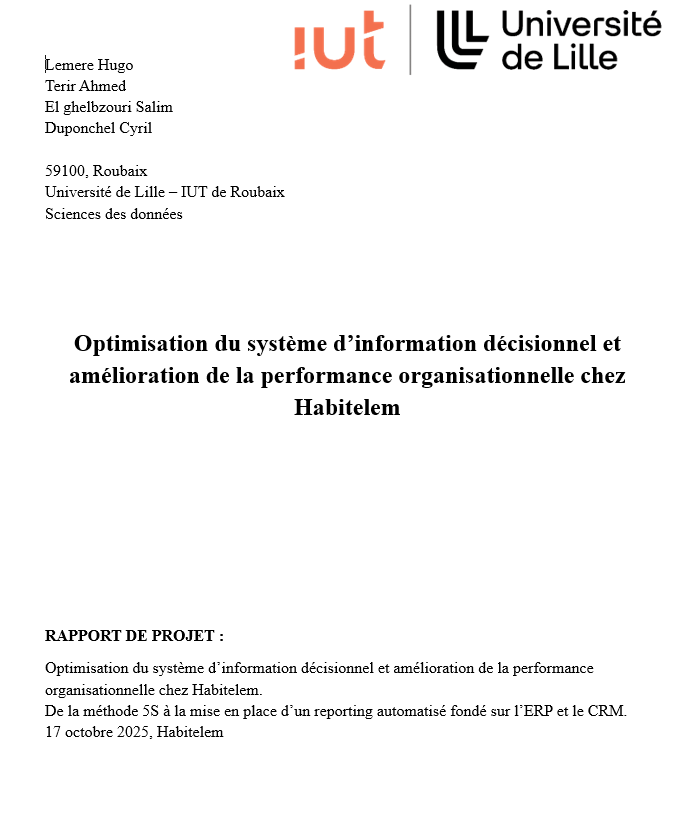 iut
Université
de Lille
Lemere Hugo
Terir Ahmed
El ghelbzouri Salim
Duponchel Cyril
59100, Roubaix
Université de Lille – IUT de Roubaix
Sciences des données
Optimisation du système d’information décisionnel et
amélioration de la performance organisationnelle chez
Habitelem
RAPPORT DE PROJET :
Optimisation du système d’information décisionnel et amélioration de la performance
organisationnelle chez Habitelem.
De la méthode 5S à la mise en place d’un reporting automatisé fondé sur l’ERP et le CRM.
17 octobre 2025, Habitelem